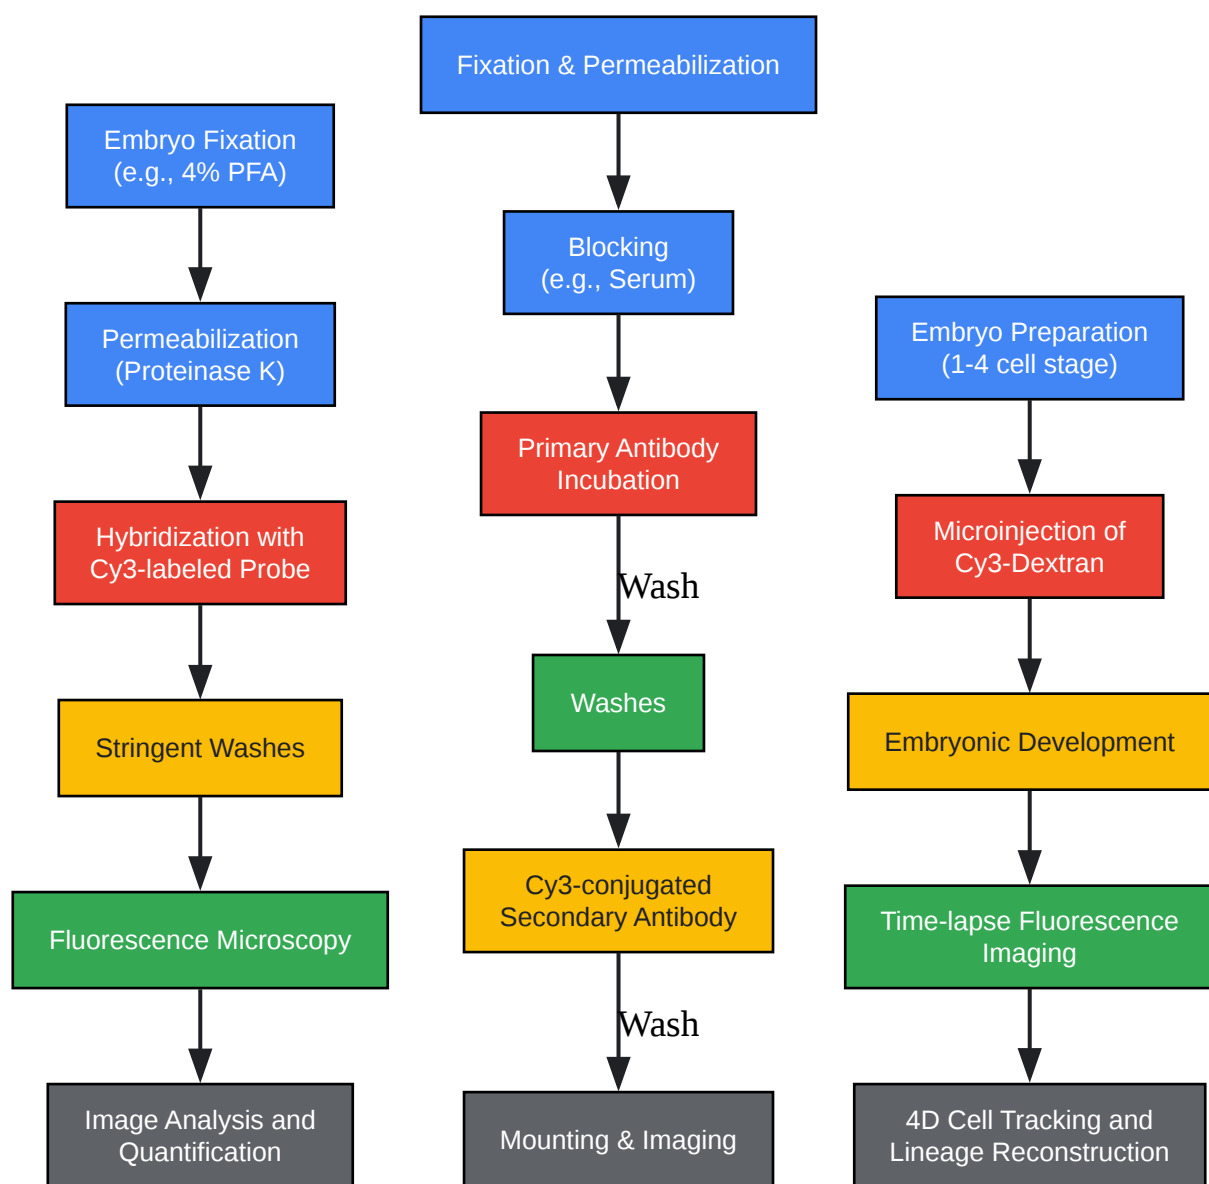 Embryo Fixation
(e.g., 4% PFA)
Permeabilization
(Proteinase K)
Hybridization with
Cy3-labeled Probe
Stringent Washes
Fluorescence Microscopy
Image Analysis and
Quantification
Fixation & Permeabilization
Blocking
(e.g., Serum)
Primary Antibody
Incubation
Wash
Washes
Cy3-conjugated
Secondary Antibody
Wash
Mounting & Imaging
Embryo Preparation
(1-4 cell stage)
Microinjection of
Cy3-Dextran
Embryonic Development
Time-lapse Fluorescence
Imaging
4D Cell Tracking and
Lineage Reconstruction